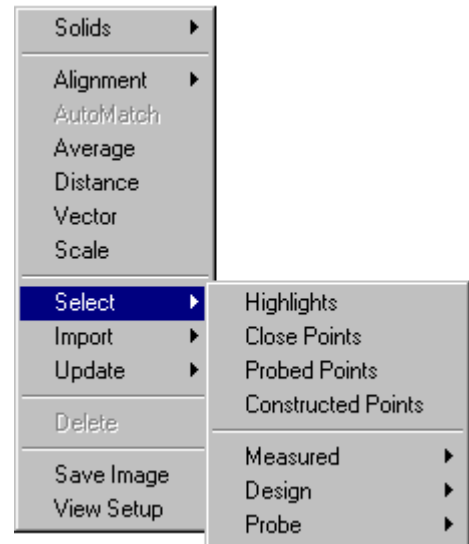 Solids
Alignment
AutoMatch
Average
Distance
Vector
Scale
Select
Import
Update
Delete
Save Image
View Setup
Highlights
Close Points
Probed Points
Constructed Points
Measured
Design
Probe